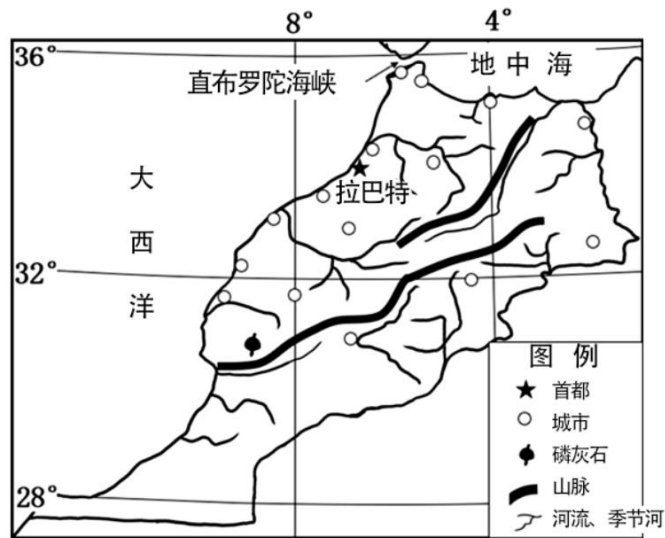 8° 4°
36°
地中海
直布罗陀海峡
大西洋
拉巴特
32°
28°
图例
首都
城市
磷灰石
山脉
河流、季节河